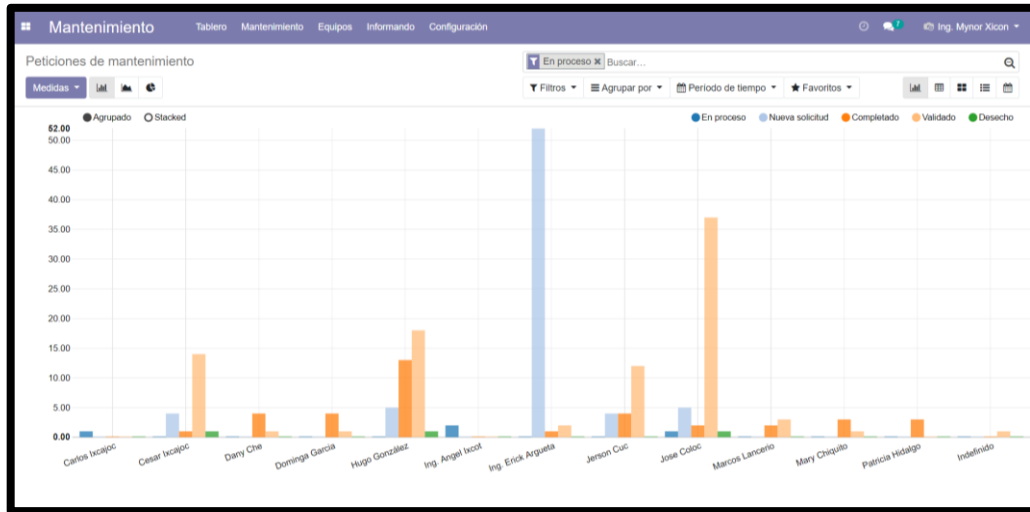 Mantenimiento Tablero Mantenimiento Equipos Informando Configuración 7 Ing. Mynor Xicon
Peticiones de mantenimiento En proceso Buscar...
Medidas Filtros Agrupar por Período de tiempo Favoritos
Agrupado Stacked En proceso Nueva solicitud Completado Validado Desecho
52.00
50.00
45.00
40.00
35.00
30.00
25.00
20.00
15.00
10.00
5.00
0.00
Carlos Ixcajoc Cesar Ixcajoc Dany Che Dominga Garcia Hugo González Ing. Angel Ixcot Ing. Erick Argueta Jerson Cuc Jose Coloc Marcos Lancerio Mary Chiquito Patricia Hidalgo Indefinido